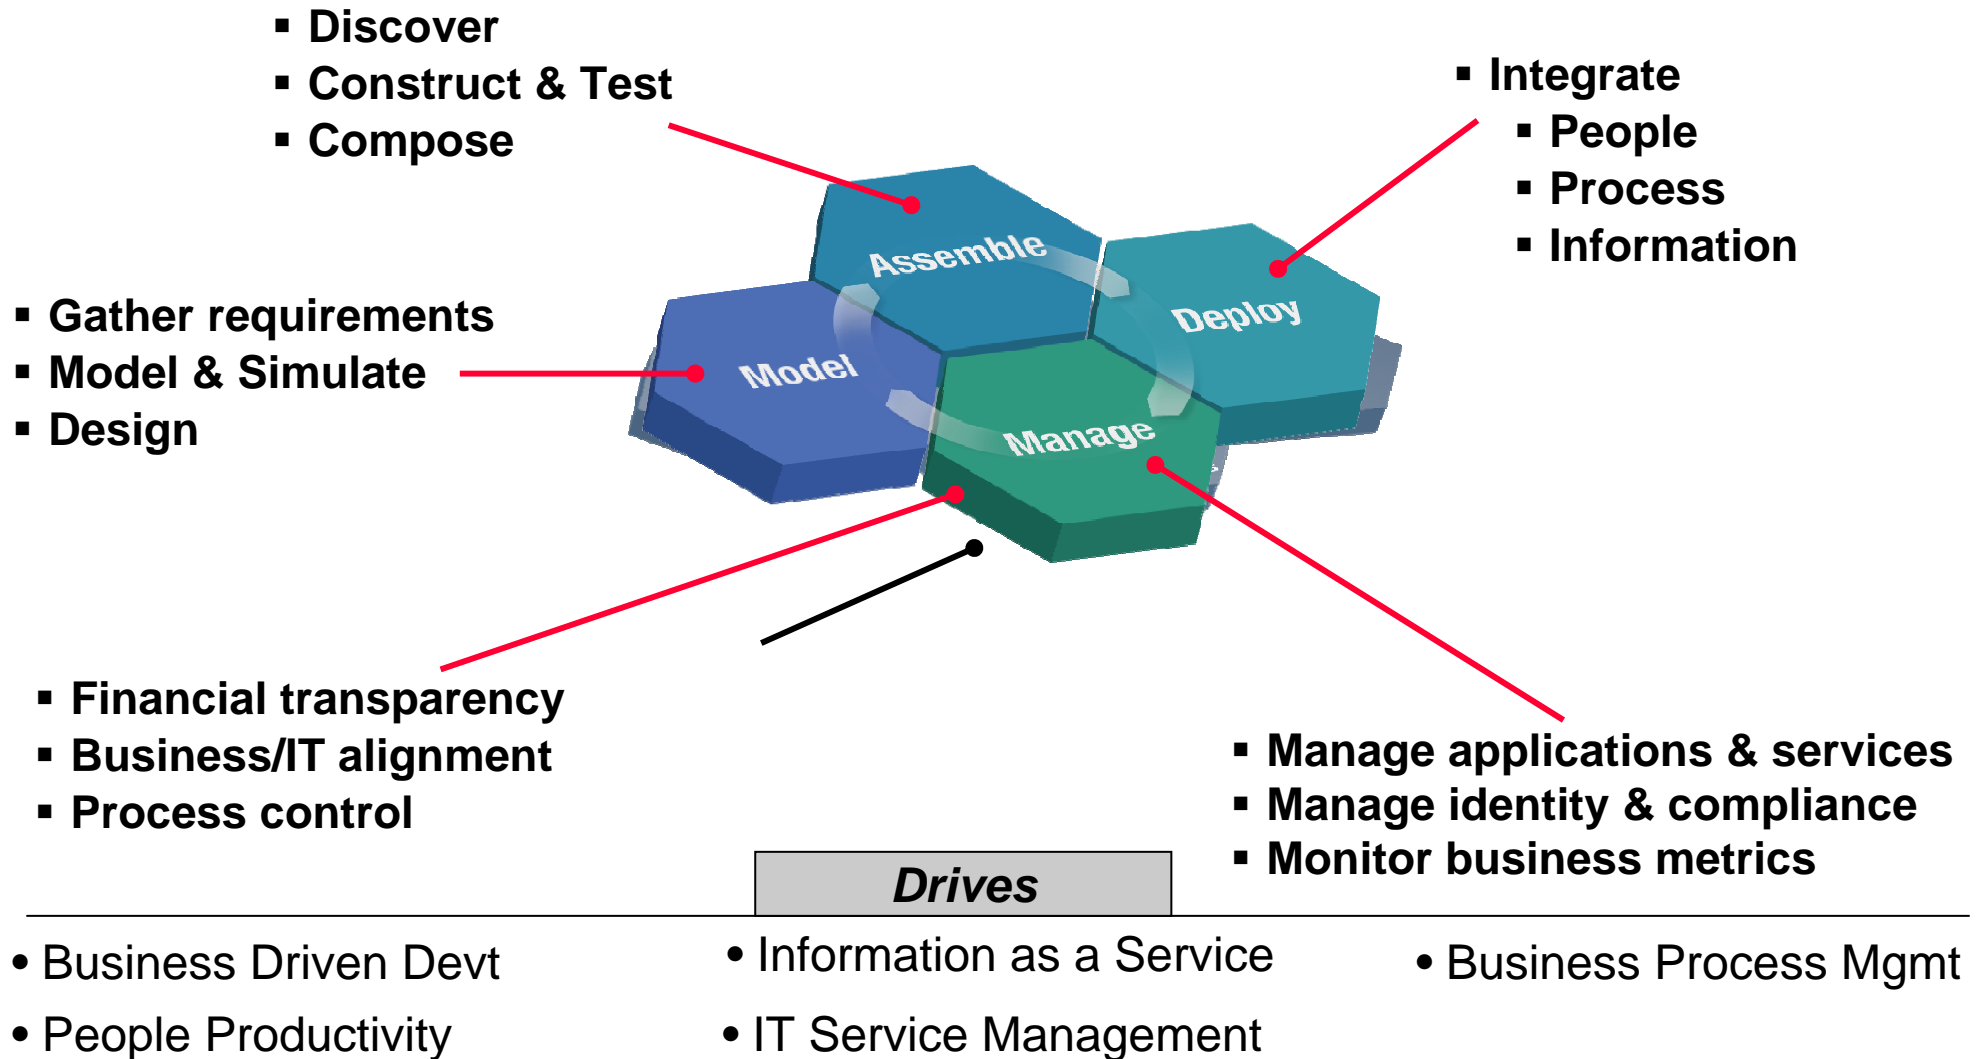 ▪ Discover
▪ Construct & Test
▪ Compose
▪ Integrate
▪ People
▪ Process
▪ Information
Assemble
Deploy
▪ Gather requirements
▪ Model & Simulate
▪ Design
Model
Manage
▪ Financial transparency
▪ Business/IT alignment
▪ Process control
▪ Manage applications & services
▪ Manage identity & compliance
▪ Monitor business metrics
Drives
• Business Driven Devt
• Information as a Service
• Business Process Mgmt
• People Productivity
• IT Service Management